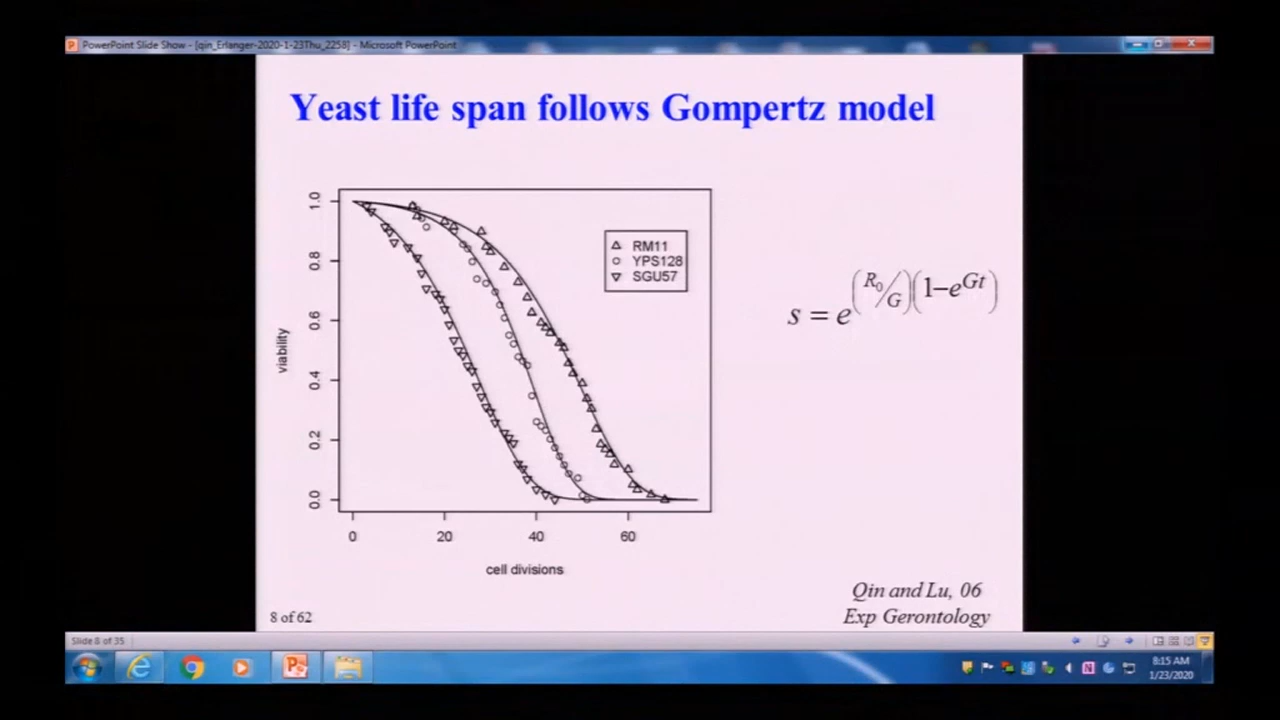 PowerPoint Slide Show - [qin_Erlanger-2020-1-23Thu_2258] - Microsoft PowerPoint
Yeast life span follows Gompertz model
1.0
0.8
0.6
0.4
0.2
0.0
viability
RM11
YPS128
SGU57
0 20 40 60
cell divisions
s = e^(R₀/G)(1−e^Gt)
Qin and Lu, 06
Exp Gerontology
8 of 62
Slide 8 of 35
8:15 AM
1/23/2020